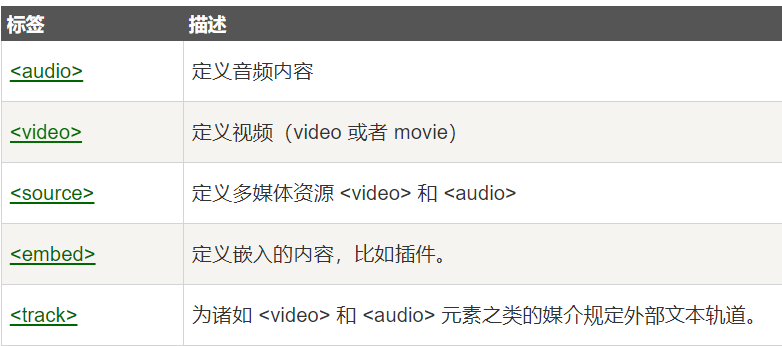 标签 描述
<audio> 定义音频内容
<video> 定义视频（video 或者 movie）
<source> 定义多媒体资源 <video> 和 <audio>
<embed> 定义嵌入的内容，比如插件。
<track> 为诸如 <video> 和 <audio> 元素之类的媒介规定外部文本轨道。